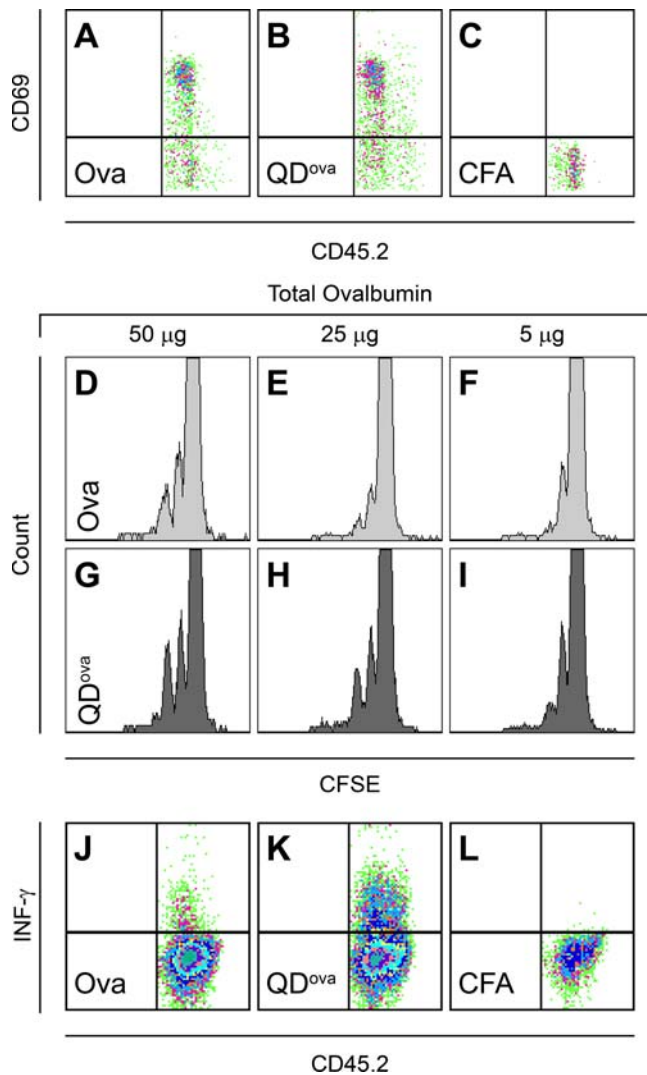 A
B
C
CD69
Ova
QDova
CFA
CD45.2
Total Ovalbumin
50 µg
25 µg
5 µg
D
E
F
Ova
Count
G
H
I
QDova
CFSE
J
K
L
INF-γ
Ova
QDova
CFA
CD45.2